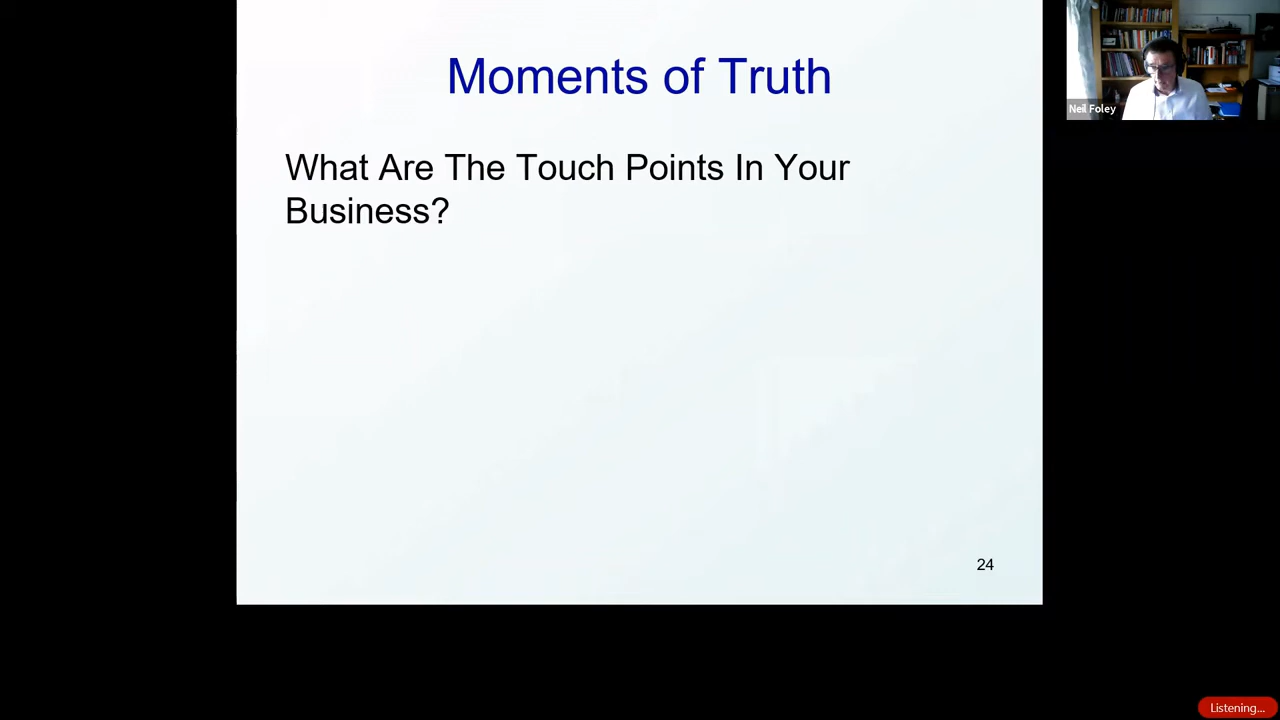 Moments of Truth
Neil Foley
What Are The Touch Points In Your
Business?
24
Listening...